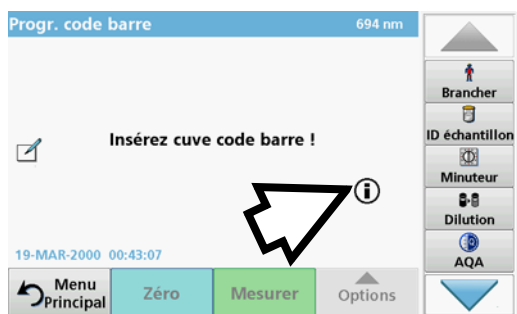 Progr. code barre 694 nm
Insérez cuve code barre !
19-MAR-2000 00:43:07
Menu
Principal
Zéro
Mesurer
Options
Brancher
ID échantillon
Minuteur
Dilution
AQA